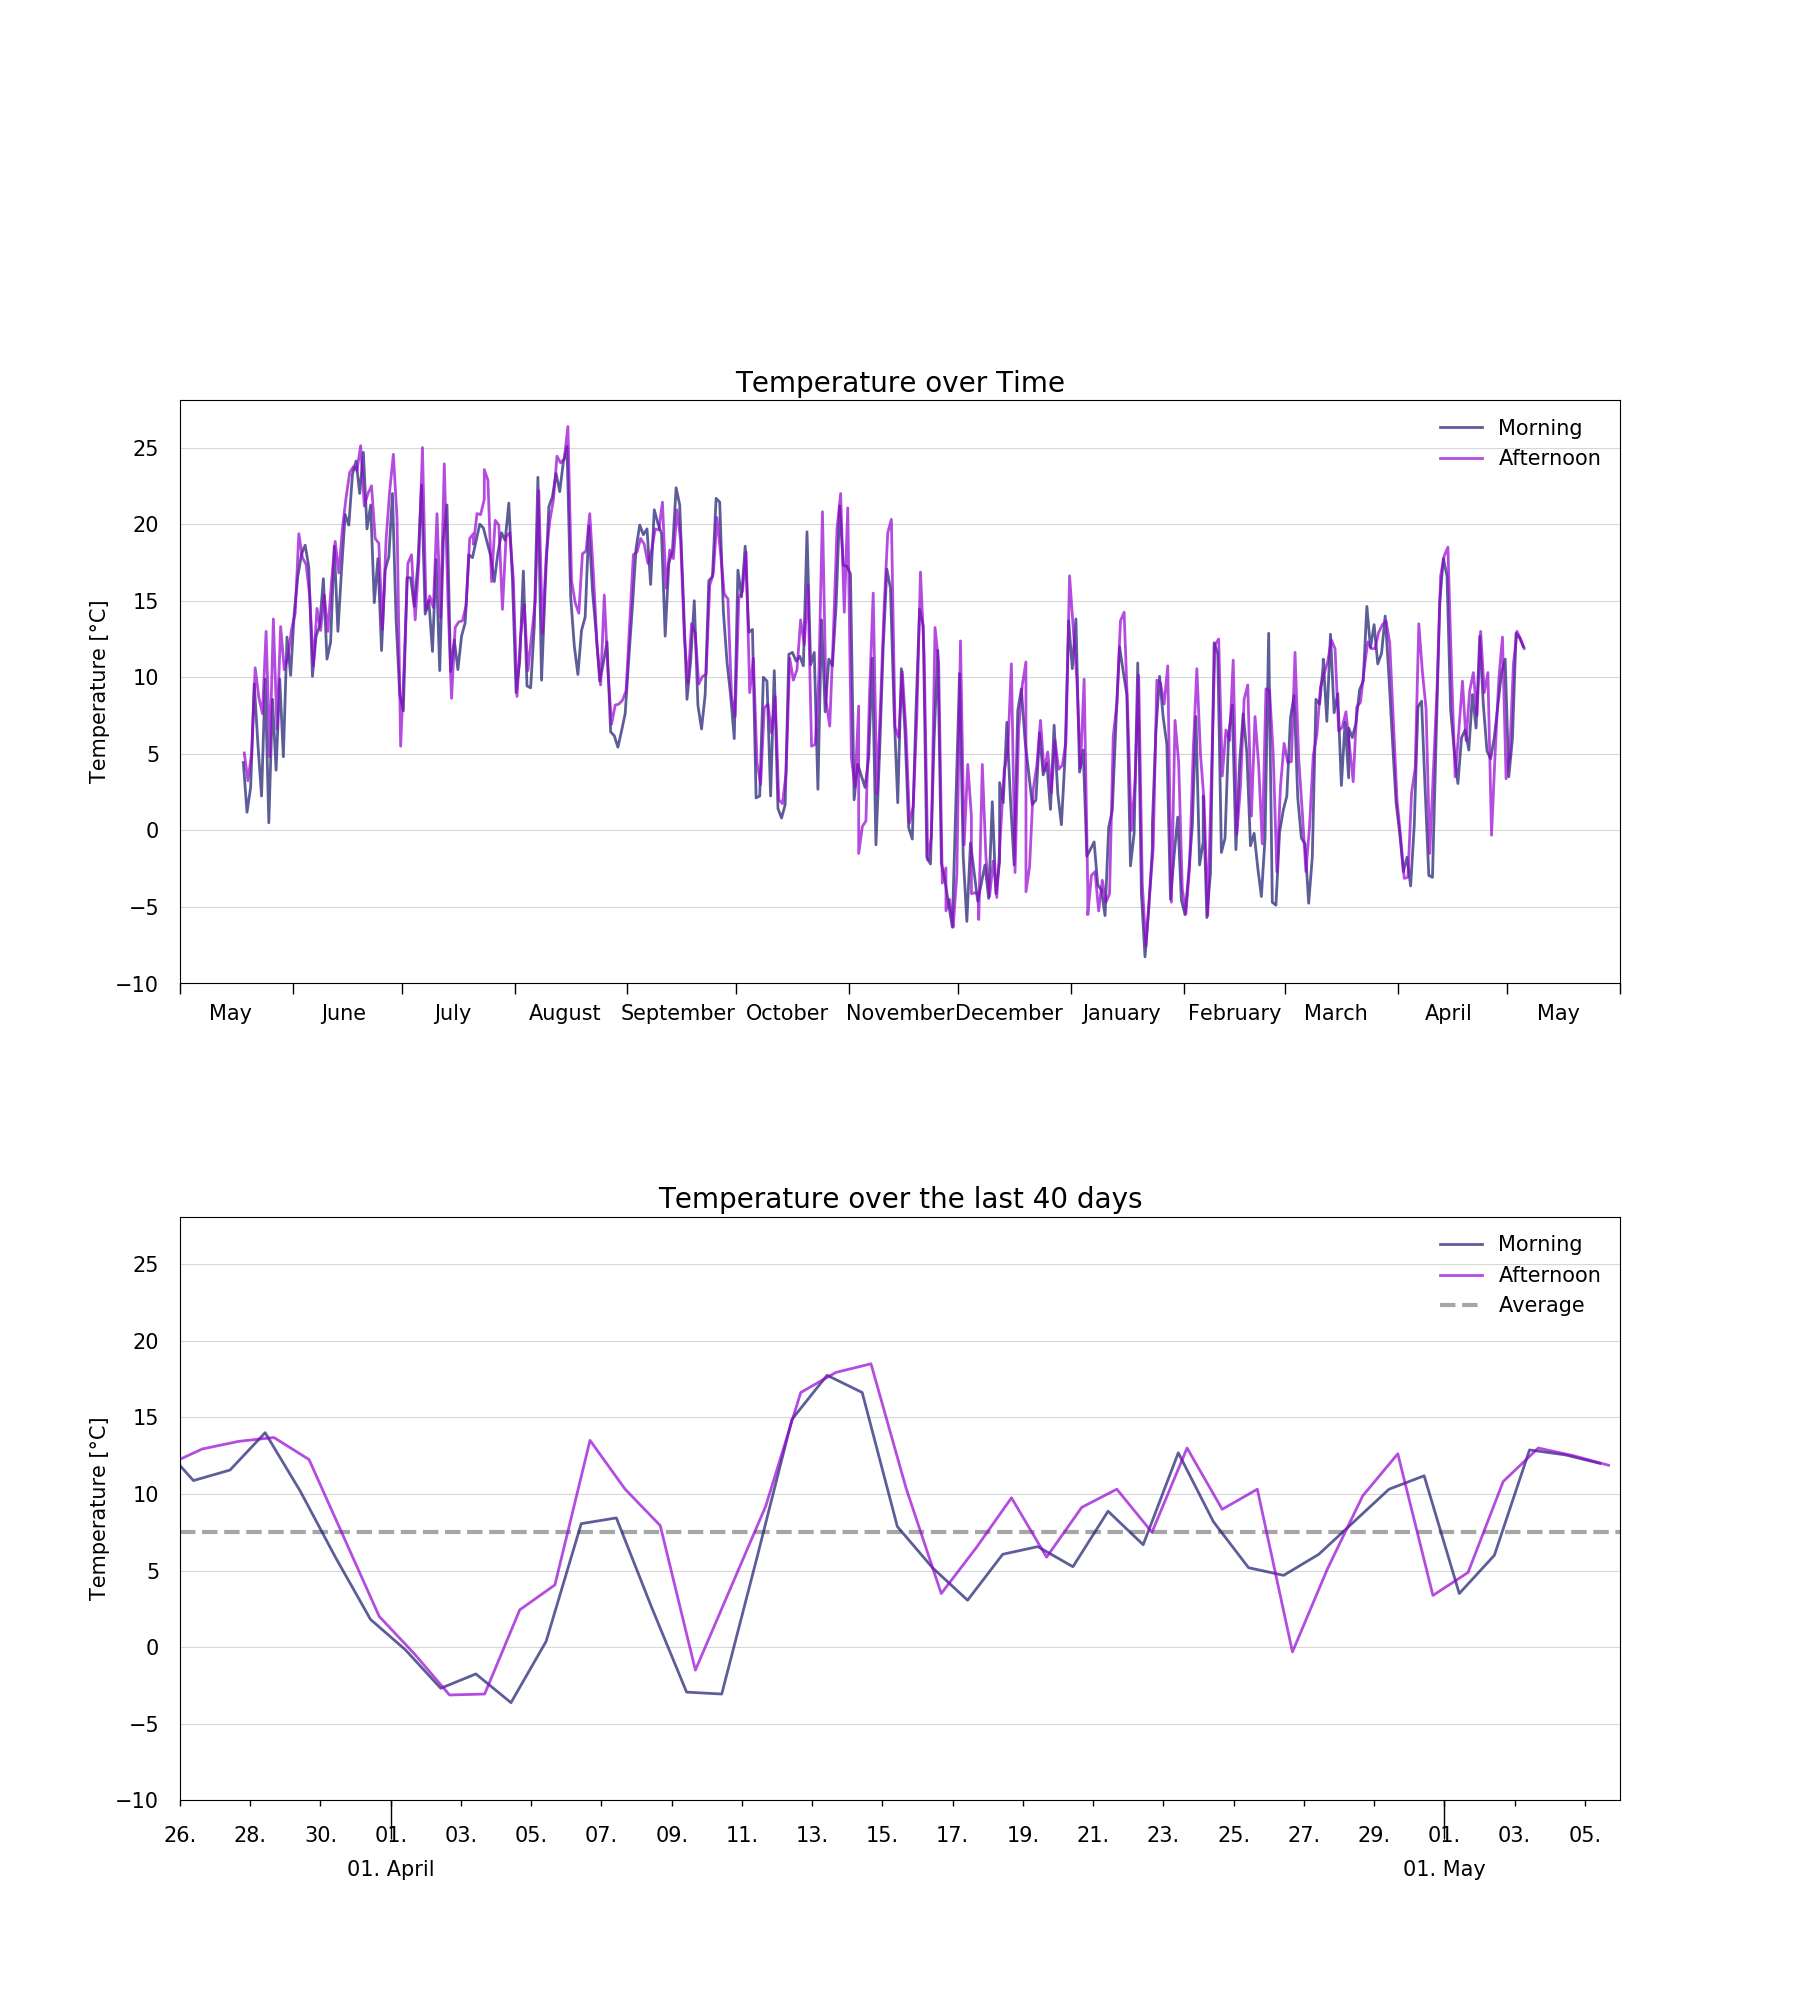 Temperature over Time
Morning
Afternoon
Temperature [°C]
25
20
15
10
5
0
−5
−10
May June July August September October November December January February March April May
Temperature over the last 40 days
Morning
Afternoon
Average
Temperature [°C]
25
20
15
10
5
0
−5
−10
26. 28. 30. 01. 03. 05. 07. 09. 11. 13. 15. 17. 19. 21. 23. 25. 27. 29. 01. 03. 05.
01. April 01. May